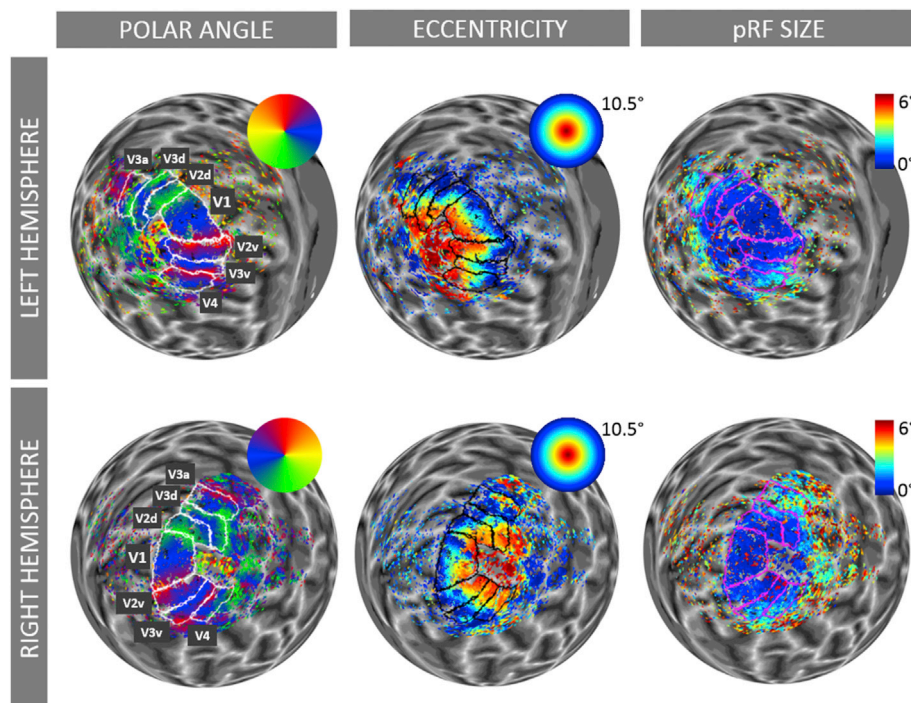 POLAR ANGLE
ECCENTRICITY
pRF SIZE
LEFT HEMISPHERE
V3a
V3d
V2d
V1
V2v
V3v
V4
10.5°
6°
0°
RIGHT HEMISPHERE
V3a
V3d
V2d
V1
V2v
V3v
V4
10.5°
6°
0°